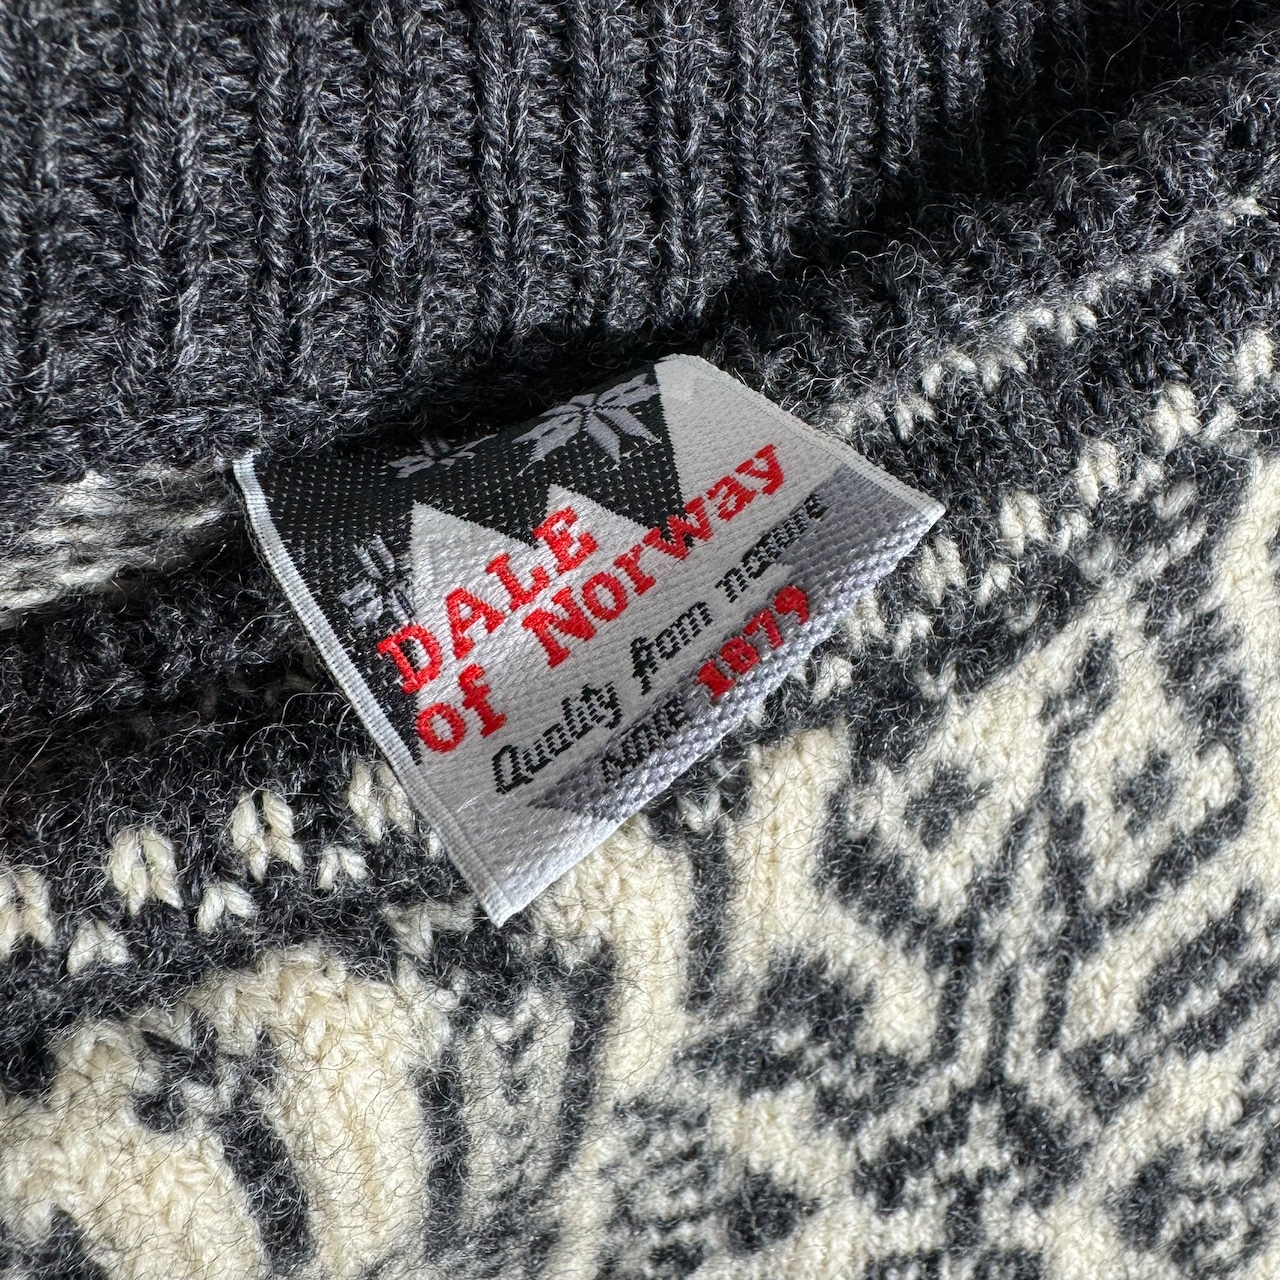 DALE
of Norway
Quality from nature
SINCE 1879